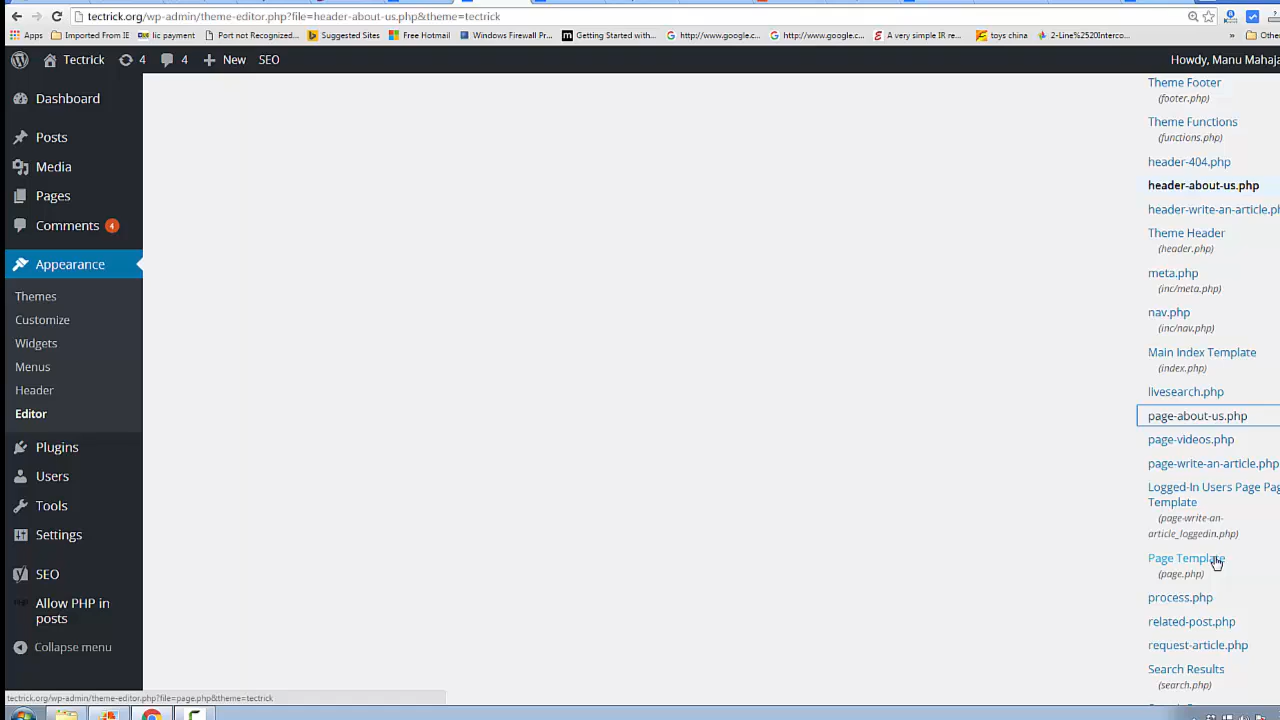 tectrick.org/wp-admin/theme-editor.php?file=header-about-us.php&theme=tectrick
Apps Imported From IE lic payment Port not Recognized... Suggested Sites Free Hotmail Windows Firewall Pr... Getting Started with... http://www.google.c... http://www.google.c... A very simple IR re... toys china 2-Line%2520Interco... » Othe
Tectrick 4 4 New SEO Howdy, Manu Mahaja
Dashboard
Posts
Media
Pages
Comments 4
Appearance
Themes
Customize
Widgets
Menus
Header
Editor
Plugins
Users
Tools
Settings
SEO
Allow PHP in
posts
Collapse menu
Theme Footer
(footer.php)
Theme Functions
(functions.php)
header-404.php
header-about-us.php
header-write-an-article.ph
Theme Header
(header.php)
meta.php
(inc/meta.php)
nav.php
(inc/nav.php)
Main Index Template
(index.php)
livesearch.php
page-about-us.php
page-videos.php
page-write-an-article.php
Logged-In Users Page Pag
Template
(page-write-an-
article_loggedin.php)
Page Template
(page.php)
process.php
related-post.php
request-article.php
Search Results
(search.php)
tectrick.org/wp-admin/theme-editor.php?file=page.php&theme=tectrick